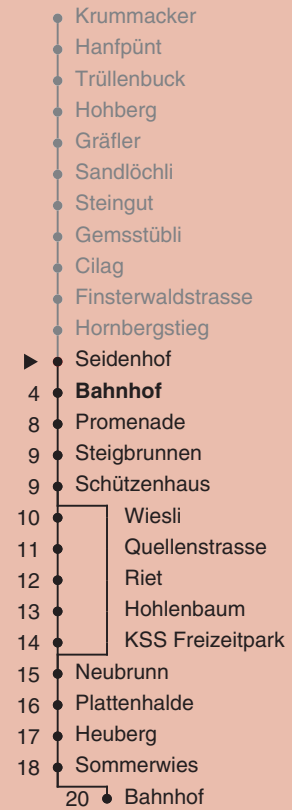 Krummacker
Hanfpünt
Trüllenbuck
Hohberg
Gräfler
Sandlöchli
Steingut
Gemsstübli
Cilag
Finsterwaldstrasse
Hornbergstieg
Seidenhof
4 Bahnhof
8 Promenade
9 Steigbrunnen
9 Schützenhaus
10 Wiesli
11 Quellenstrasse
12 Riet
13 Hohlenbaum
14 KSS Freizeitpark
15 Neubrunn
16 Plattenhalde
17 Heuberg
18 Sommerwies
20 Bahnhof